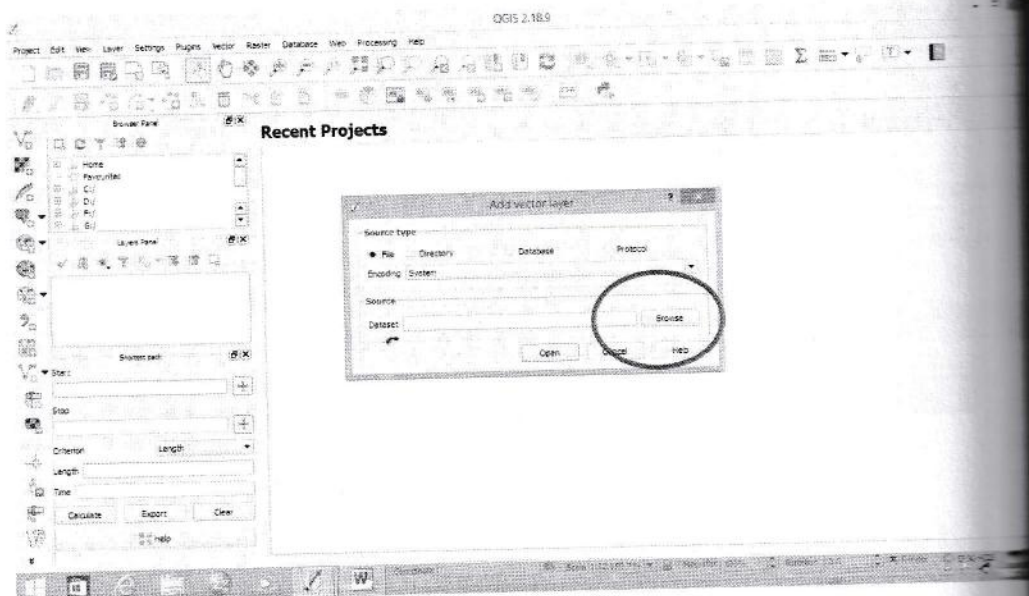 QGIS 2.18.9
Project Edit View Layer Settings Plugins Vector Raster Database Web Processing Help
Browser Panel
Home
Favourites
C:/
D:/
F:/
G:/
Layers Panel
Shortest path
Start
Stop
Criterion Length
Length
Time
Calculate Export Clear
Help
Recent Projects
Add vector layer
Source type
File Directory Database Protocol
Encoding System
Source
Dataset Browse
Open Cancel Help
Coordinate
Scale
W